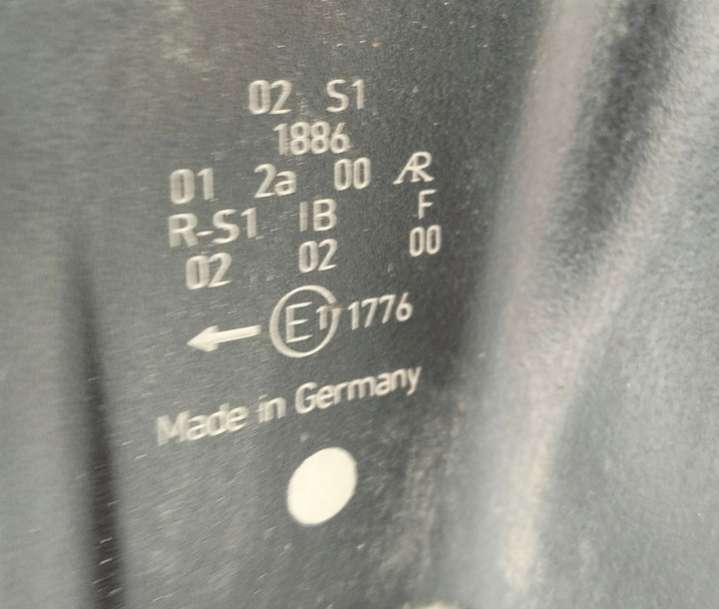 02 S1
1886
01 2a 00 AR
R-S1 IB F
02 02 00
E1 1776
Made in Germany